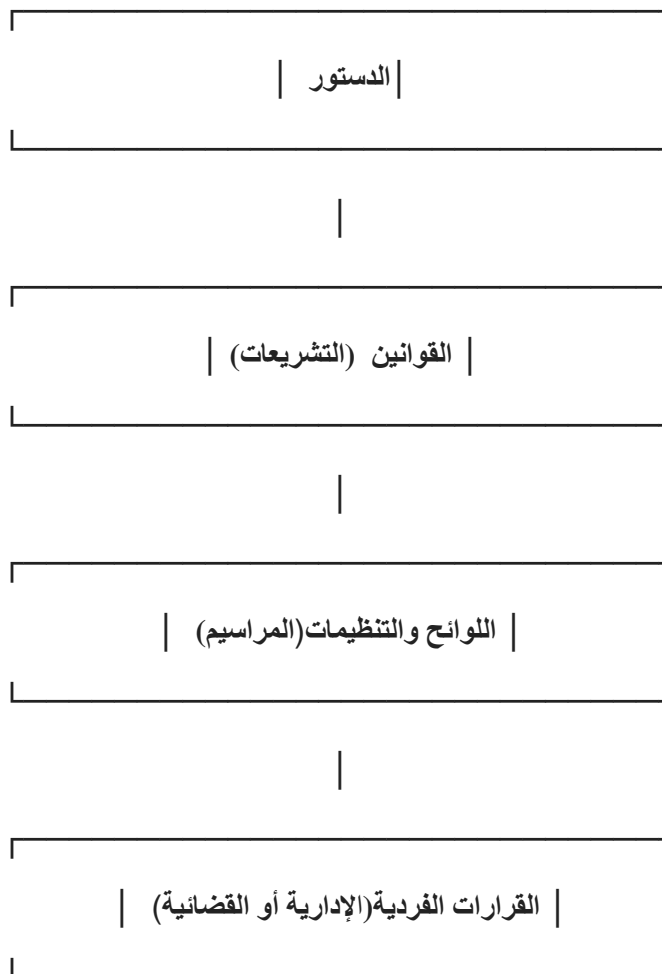 الدستور
القوانين (التشريعات)
اللوائح والتنظيمات(المراسيم)
القرارات الفردية(الإدارية أو القضائية)